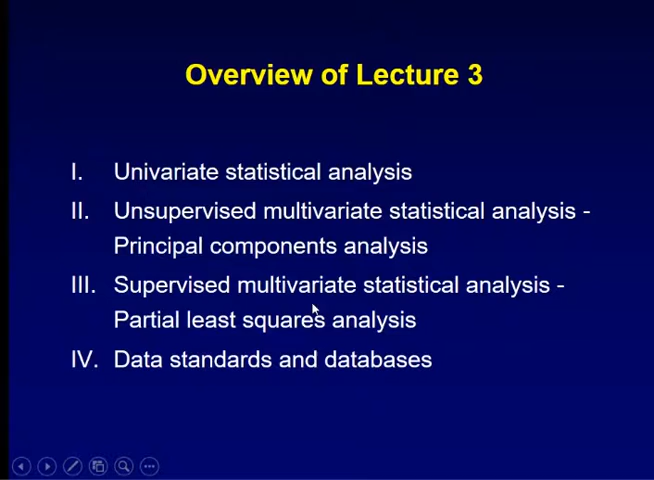 Overview of Lecture 3
I. Univariate statistical analysis
II. Unsupervised multivariate statistical analysis -
Principal components analysis
III. Supervised multivariate statistical analysis -
Partial least squares analysis
IV. Data standards and databases